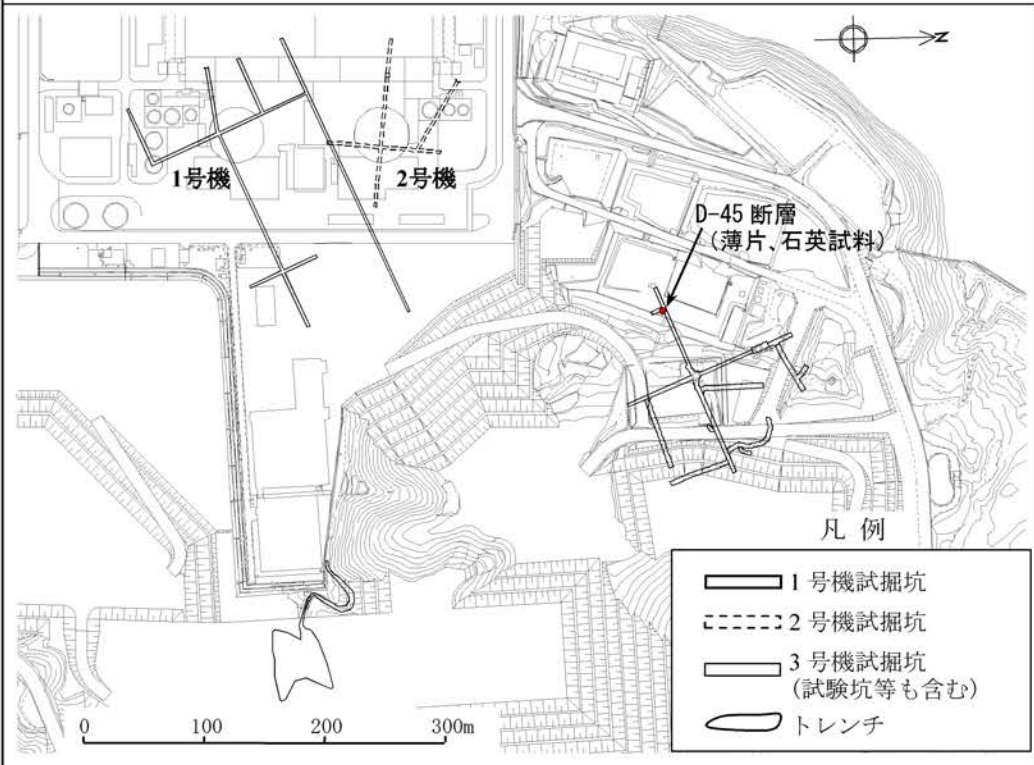 N
1号機
2号機
D-45 断層
(薄片、石英試料)
凡 例
1 号機試掘坑
2 号機試掘坑
3 号機試掘坑
(試験坑等も含む)
トレンチ
0 100 200 300m